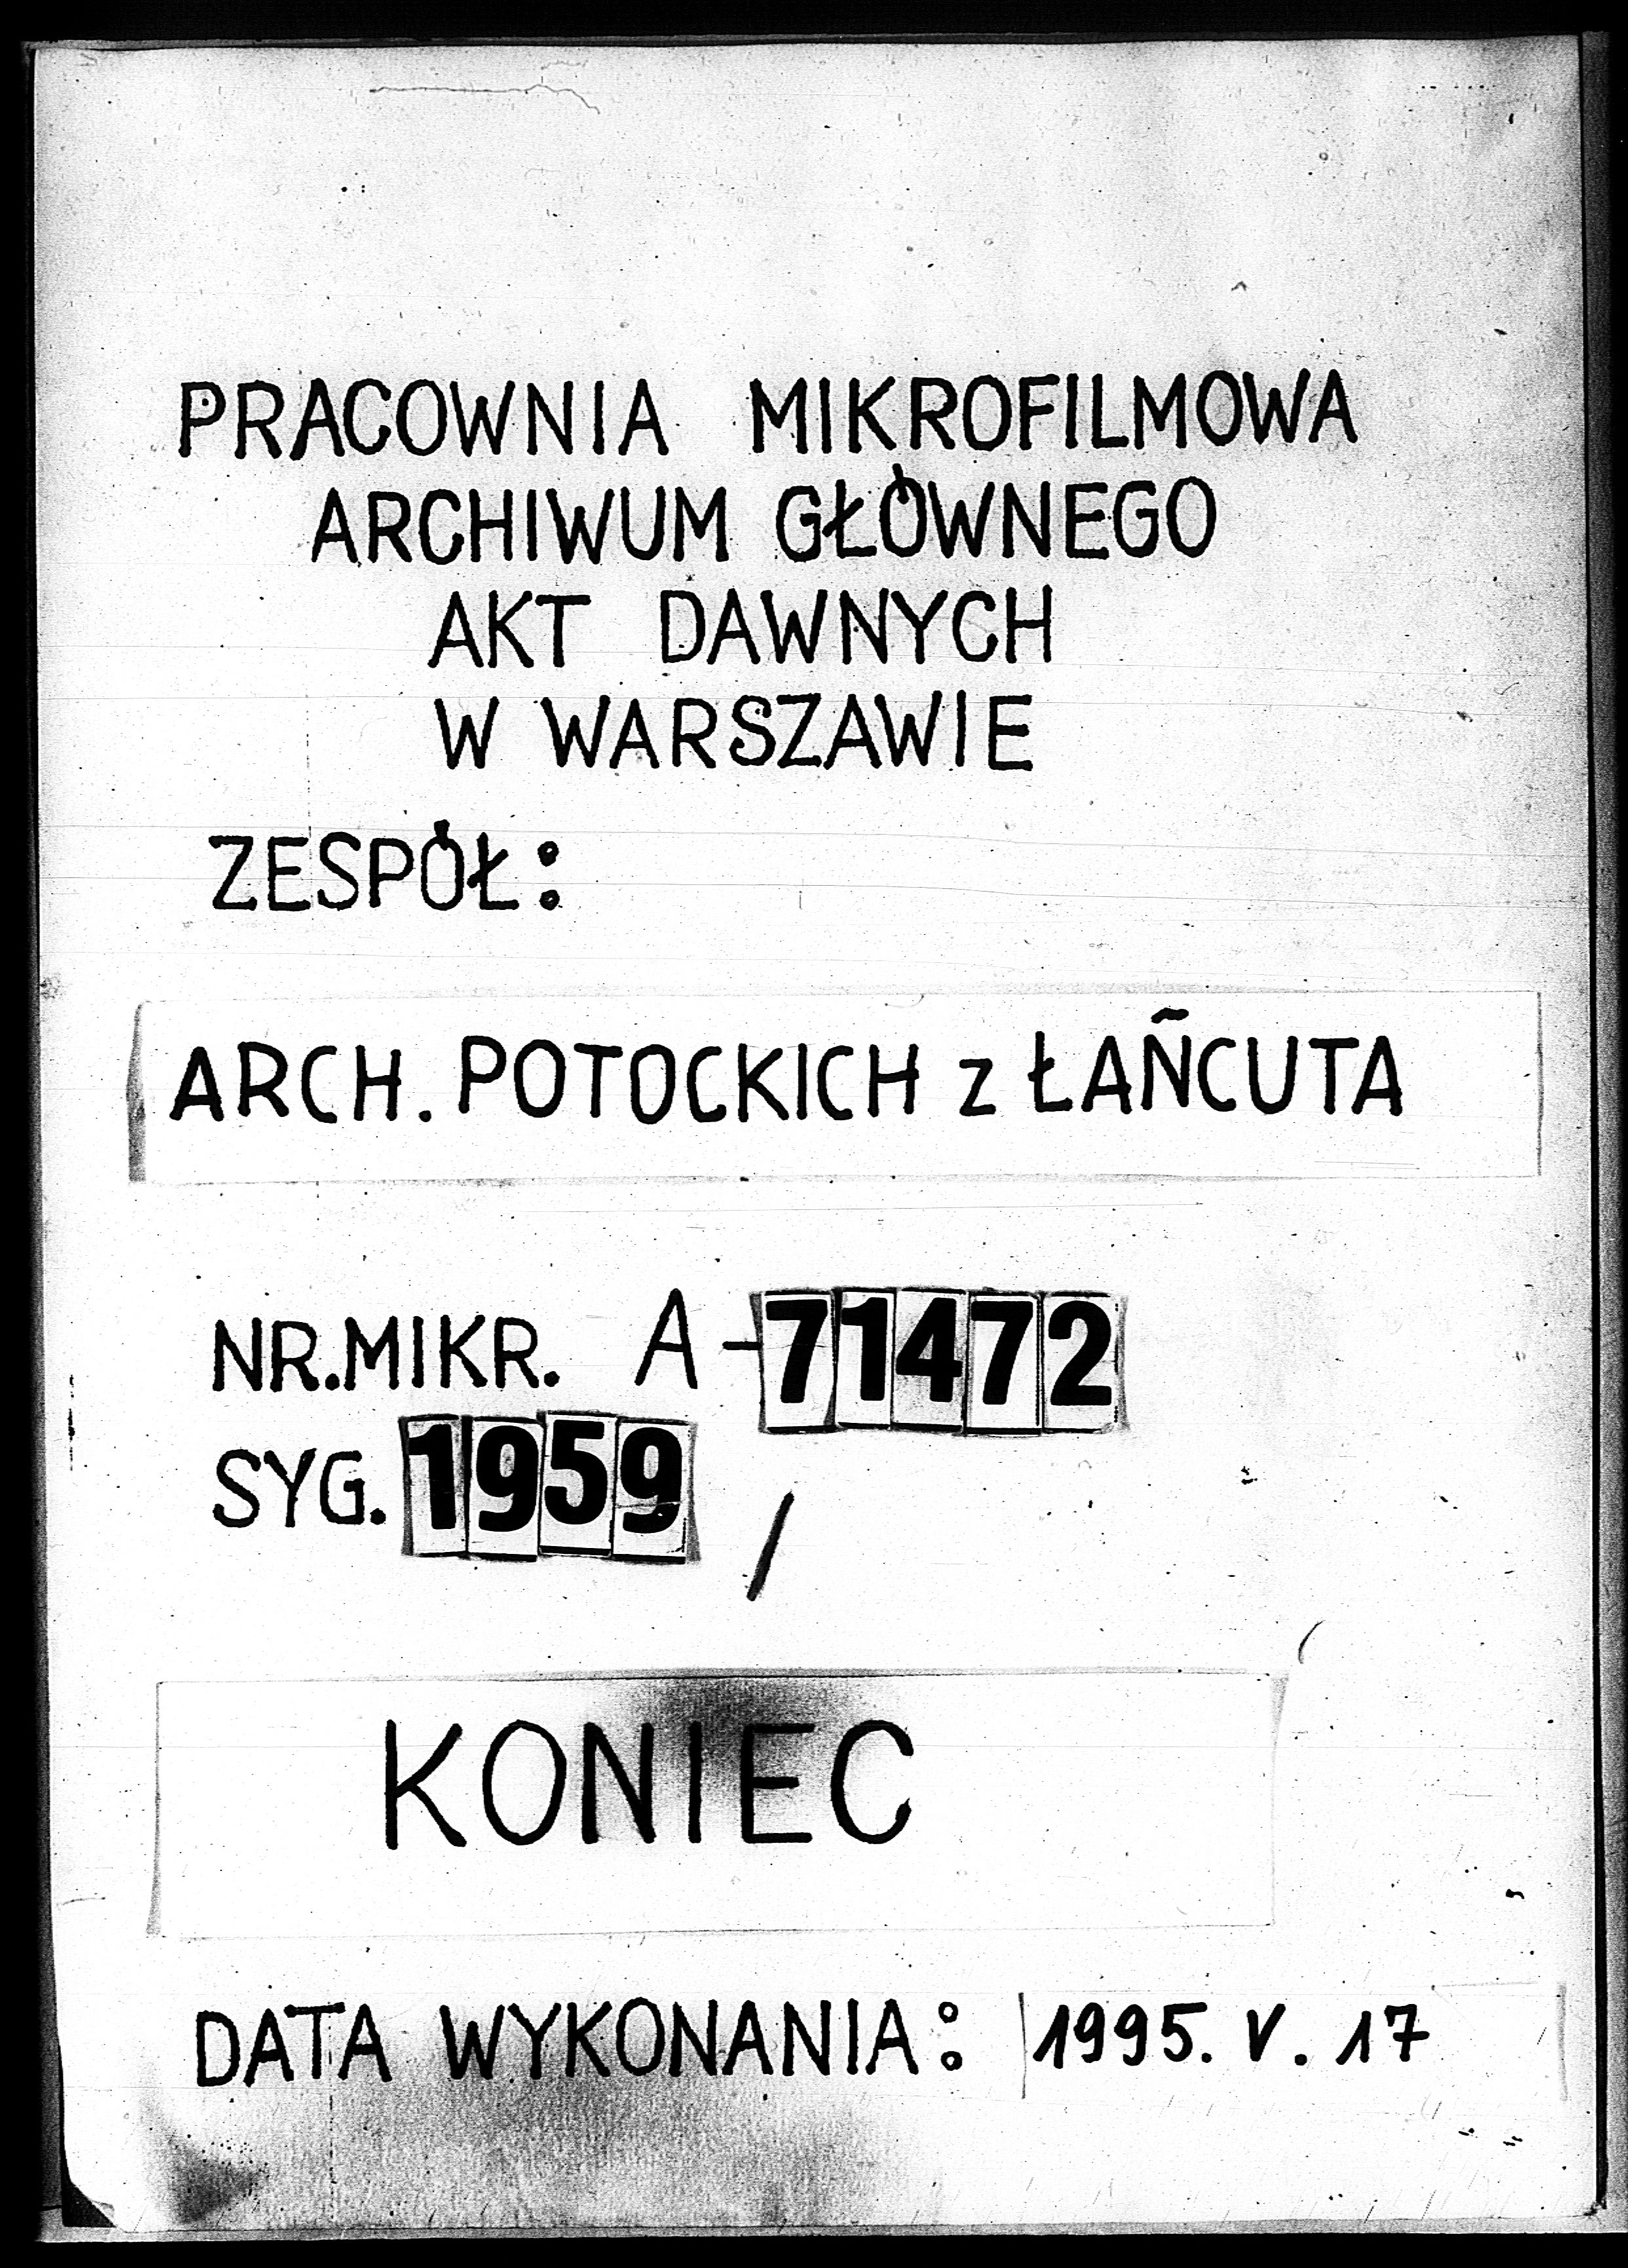 PRACOWNIA MIKROFILMOWA
ARCHIWUM GŁÓWNEGO
AKT DAWNYCH
W WARSZAWIE
ZESPÓŁ:
ARCH. POTOCKICH z ŁAŃCUTA
NR.MIKR. A-71472
SYG. 1959 /
KONIEC
DATA WYKONANIA: 1995. V. 17